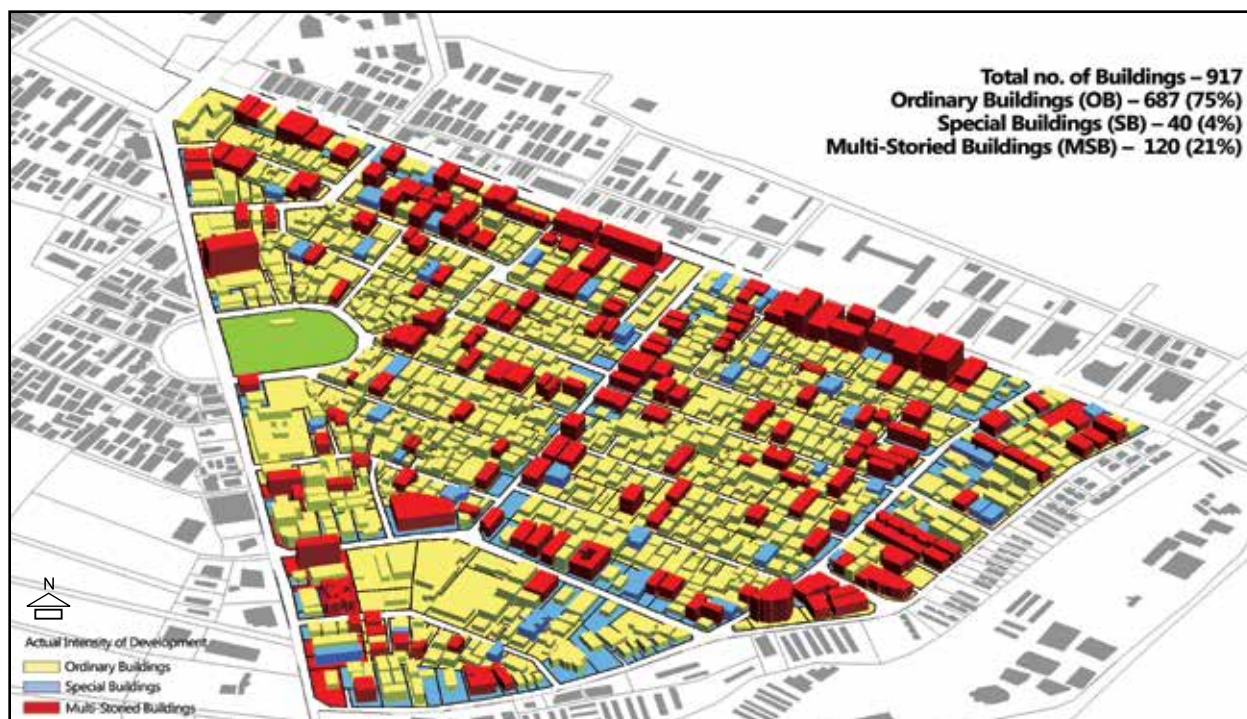 Total no. of Buildings – 917
Ordinary Buildings (OB) – 687 (75%)
Special Buildings (SB) – 40 (4%)
Multi-Storied Buildings (MSB) – 120 (21%)
N
Actual Intensity of Development
Ordinary Buildings
Special Buildings
Multi-Storied Buildings